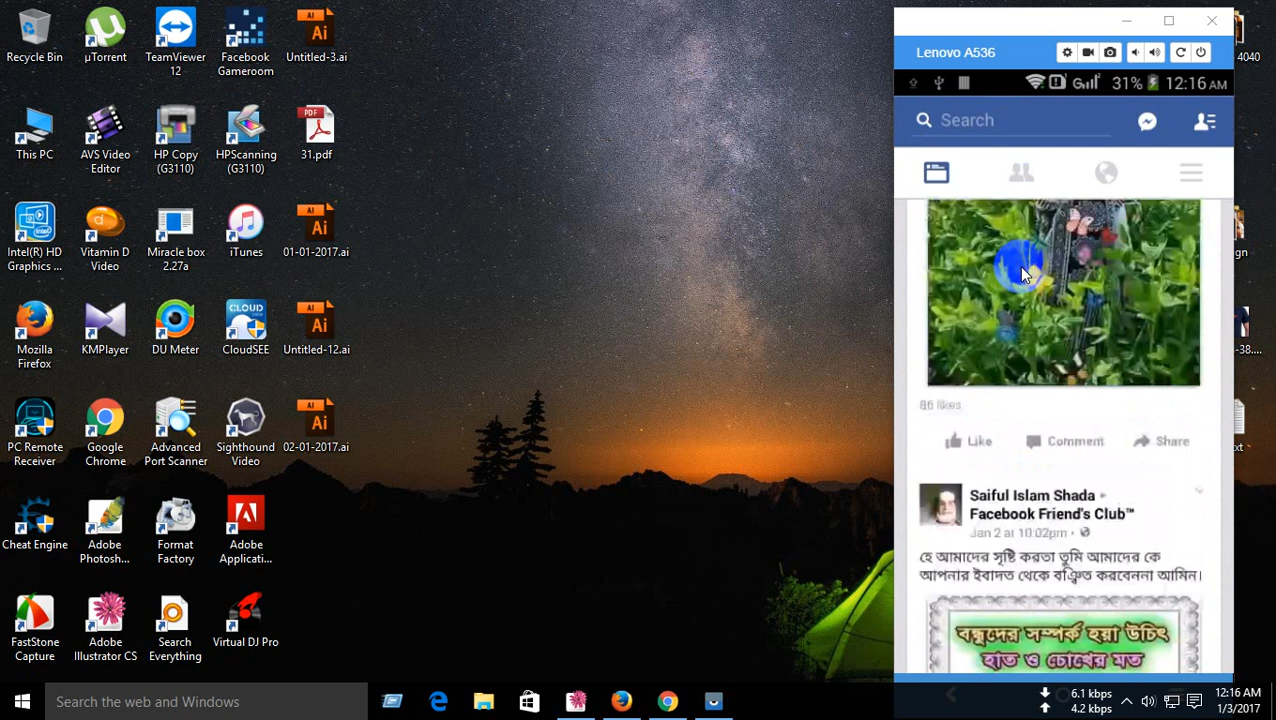 Recycle Bin
µTorrent
TeamViewer
12
Facebook
Gameroom
Untitled-3.ai
This PC
AVS Video
Editor
HP Copy
(G3110)
HPScanning
(G3110)
31.pdf
Intel(R) HD
Graphics ...
Vitamin D
Video
Miracle box
2.27a
iTunes
01-01-2017.ai
Mozilla
Firefox
KMPlayer
DU Meter
CloudSEE
Untitled-12.ai
PC Remote
Receiver
Google
Chrome
Advanced
Port Scanner
Sighthound
Video
02-01-2017.ai
Cheat Engine
Adobe
Photosh...
Format
Factory
Adobe
Applicati...
FastStone
Capture
Adobe
Illustrator CS
Search
Everything
Virtual DJ Pro
4040
Lenovo A536
31% 12:16 AM
Search
86 likes
Like Comment Share
Saiful Islam Shada ▸
Facebook Friend's Club™
Jan 2 at 10:02pm •
হে আমাদের সৃষ্টি করতা তুমি আমাদের কে
আপনার ইবাদত থেকে বঞ্চিত করবেননা আমিন।
বন্ধুদের সম্পর্ক হয়া উচিৎ
হাত ও চোখের মত
Search the web and Windows
6.1 kbps
4.2 kbps
12:16 AM
1/3/2017